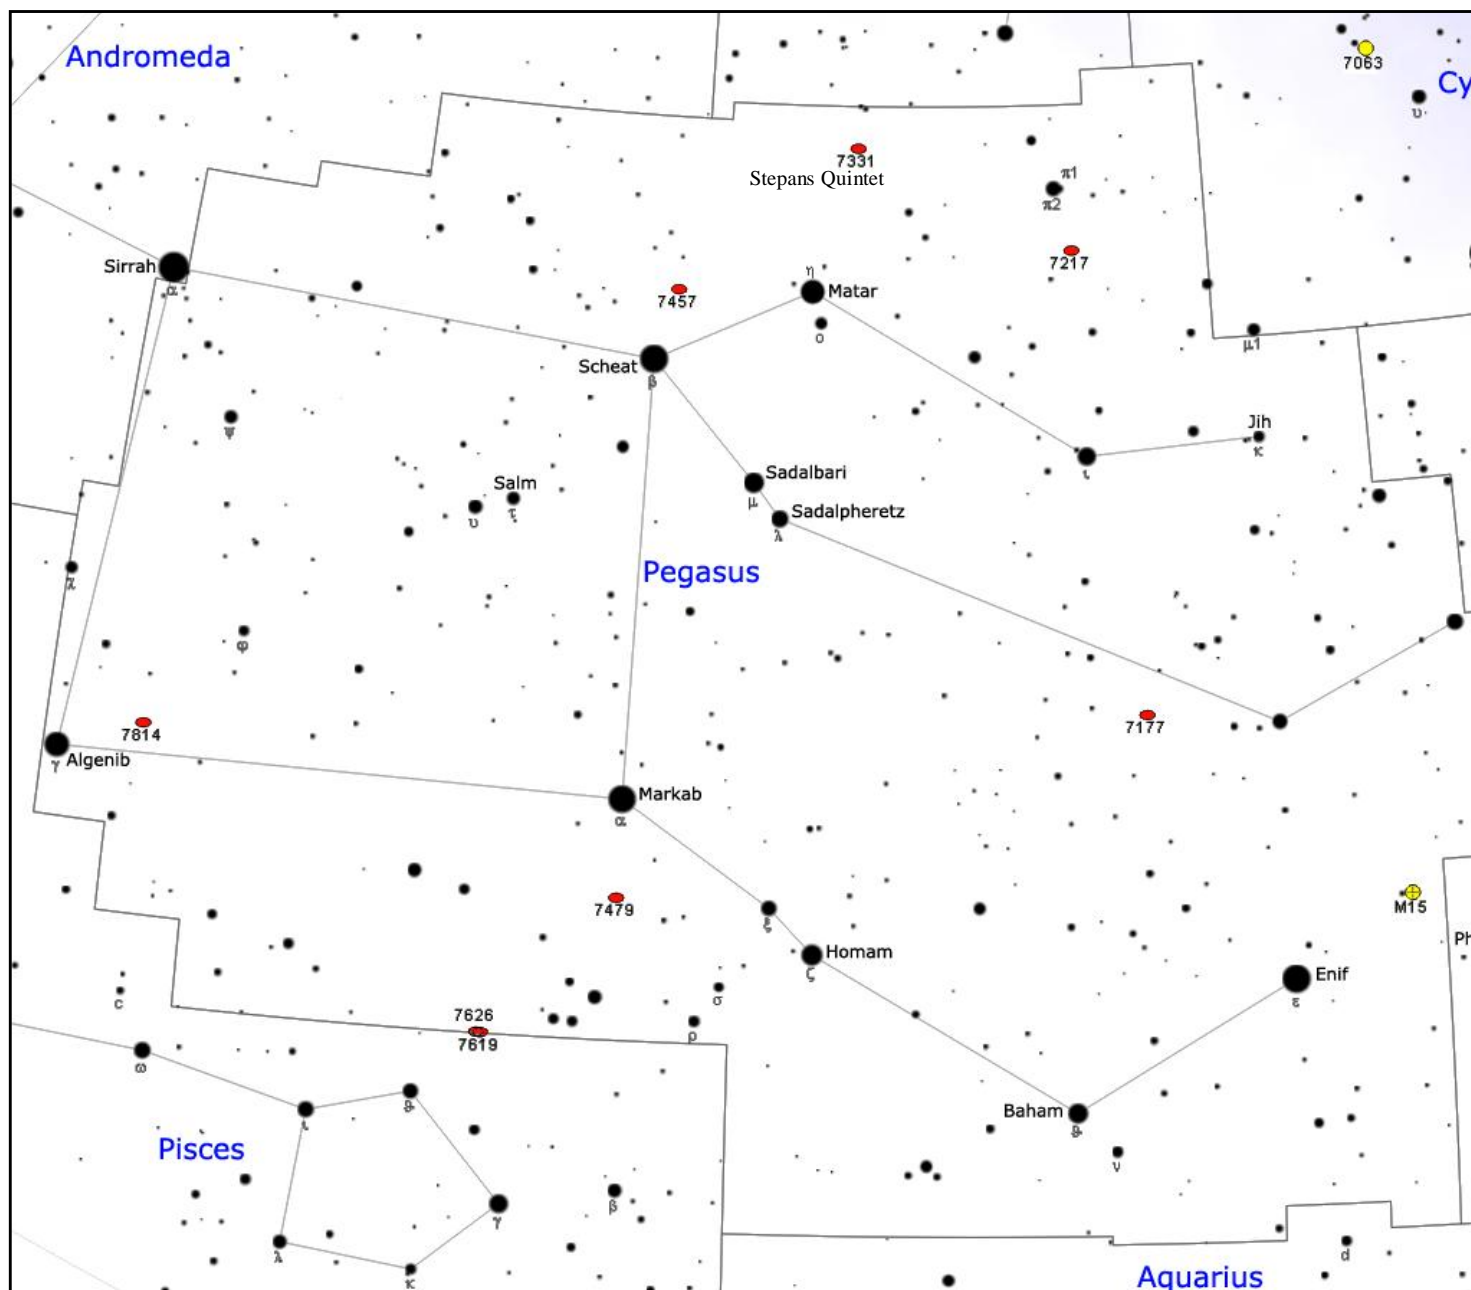 Andromeda
7063
Cy
υ
7331
Stepans Quintet
π1
π2
7217
Sirrah
α
7457
η
Matar
ο
μ1
Scheat
β
ψ
Jih
κ
ι
Salm
υ
τ
Sadalbari
μ
Sadalpheretz
λ
Pegasus
χ
φ
7814
7177
γ
Algenib
Markab
α
7479
M15
ξ
Homam
ζ
Ph
Enif
ε
c
σ
7626
ρ
7619
ω
ϑ
ι
Baham
ϑ
Pisces
ν
β
γ
λ
κ
d
Aquarius